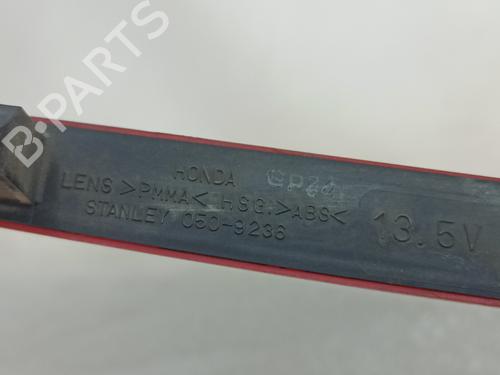 B-PARTS
HONDA
LENS >PMMA< HSG.>ABS<
STANLEY 050-9236
13.5V